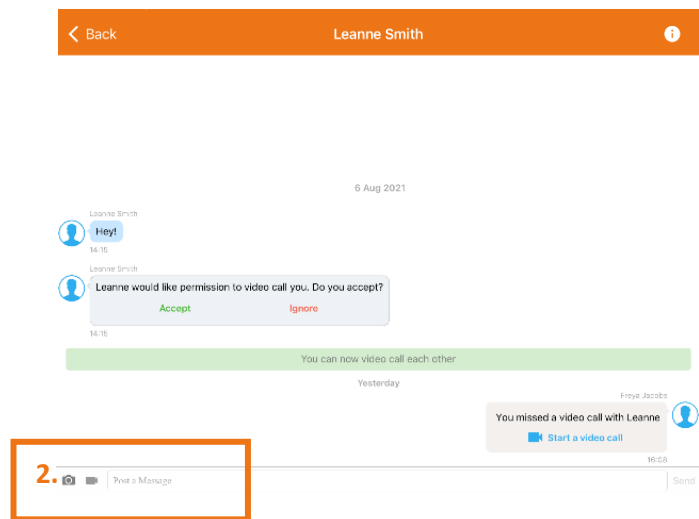 Back
Leanne Smith
6 Aug 2021
Leanne Smith
Hey!
14:15
Leanne Smith
Leanne would like permission to video call you. Do you accept?
Accept Ignore
14:15
You can now video call each other
Yesterday
Freya Jacobs
You missed a video call with Leanne
Start a video call
16:58
2.
Post a Message
Send